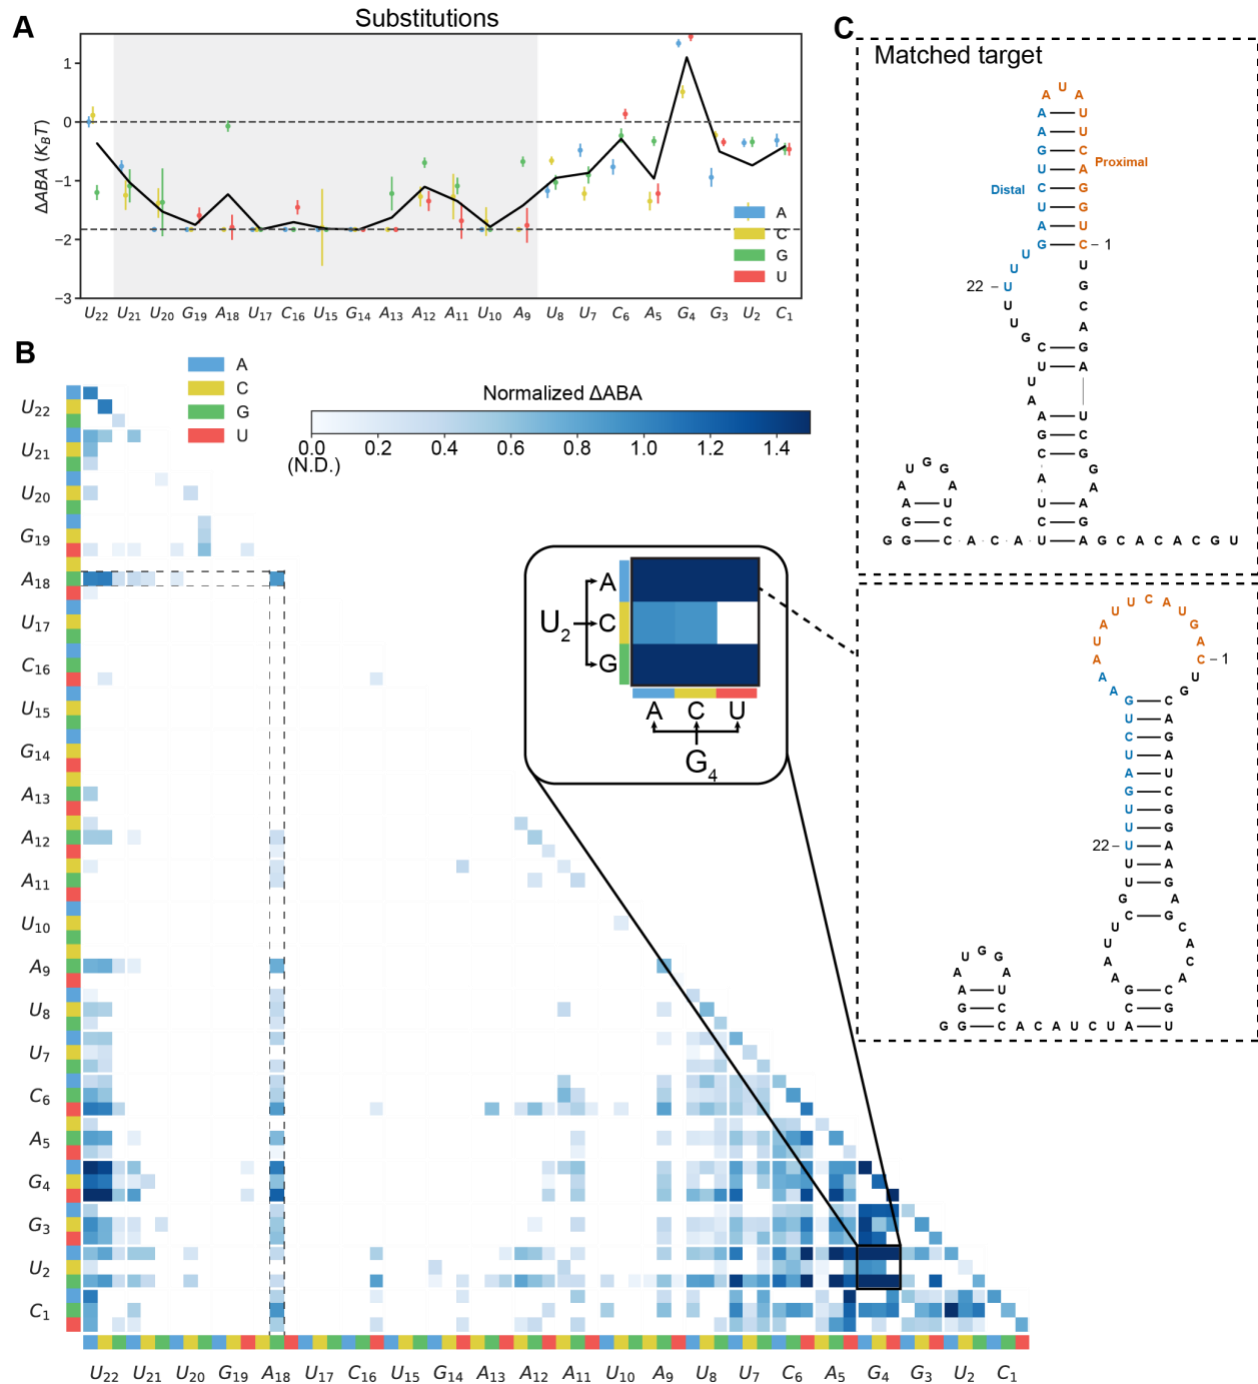 A
Substitutions
ΔABA (K_BT)
1
0
−1
−2
−3
A
C
G
U
U22 U21 U20 G19 A18 U17 C16 U15 G14 A13 A12 A11 U10 A9 U8 U7 C6 A5 G4 G3 U2 C1
B
A
C
G
U
Normalized ΔABA
0.0 0.2 0.4 0.6 0.8 1.0 1.2 1.4
(N.D.)
U22
U21
U20
G19
A18
U17
C16
U15
G14
A13
A12
A11
U10
A9
U8
U7
C6
A5
G4
G3
U2
C1
U2
A
C
G
A C U
G4
U22 U21 U20 G19 A18 U17 C16 U15 G14 A13 A12 A11 U10 A9 U8 U7 C6 A5 G4 G3 U2 C1
C
Matched target
A U A
A U
A U
G C
U A
C G
U G
A U
G C
Proximal
Distal
1
22
U U U U U G
U G C A G A
C G
U A
U A A
A U
G C
C G
A G A
U A
C G
U G G A A U
A U
G C
G G C A C A U C U A G C A C A C G U
U U C A U G A C
A U A A
1
U G
G C
U A
C G
U A
A U
G C
U G
U G
22
U A
U A
U G
G A
C G
U U A A
C A C A
G C
C G
U G G A A
A U C
G C
G G C C A C A U C U A U